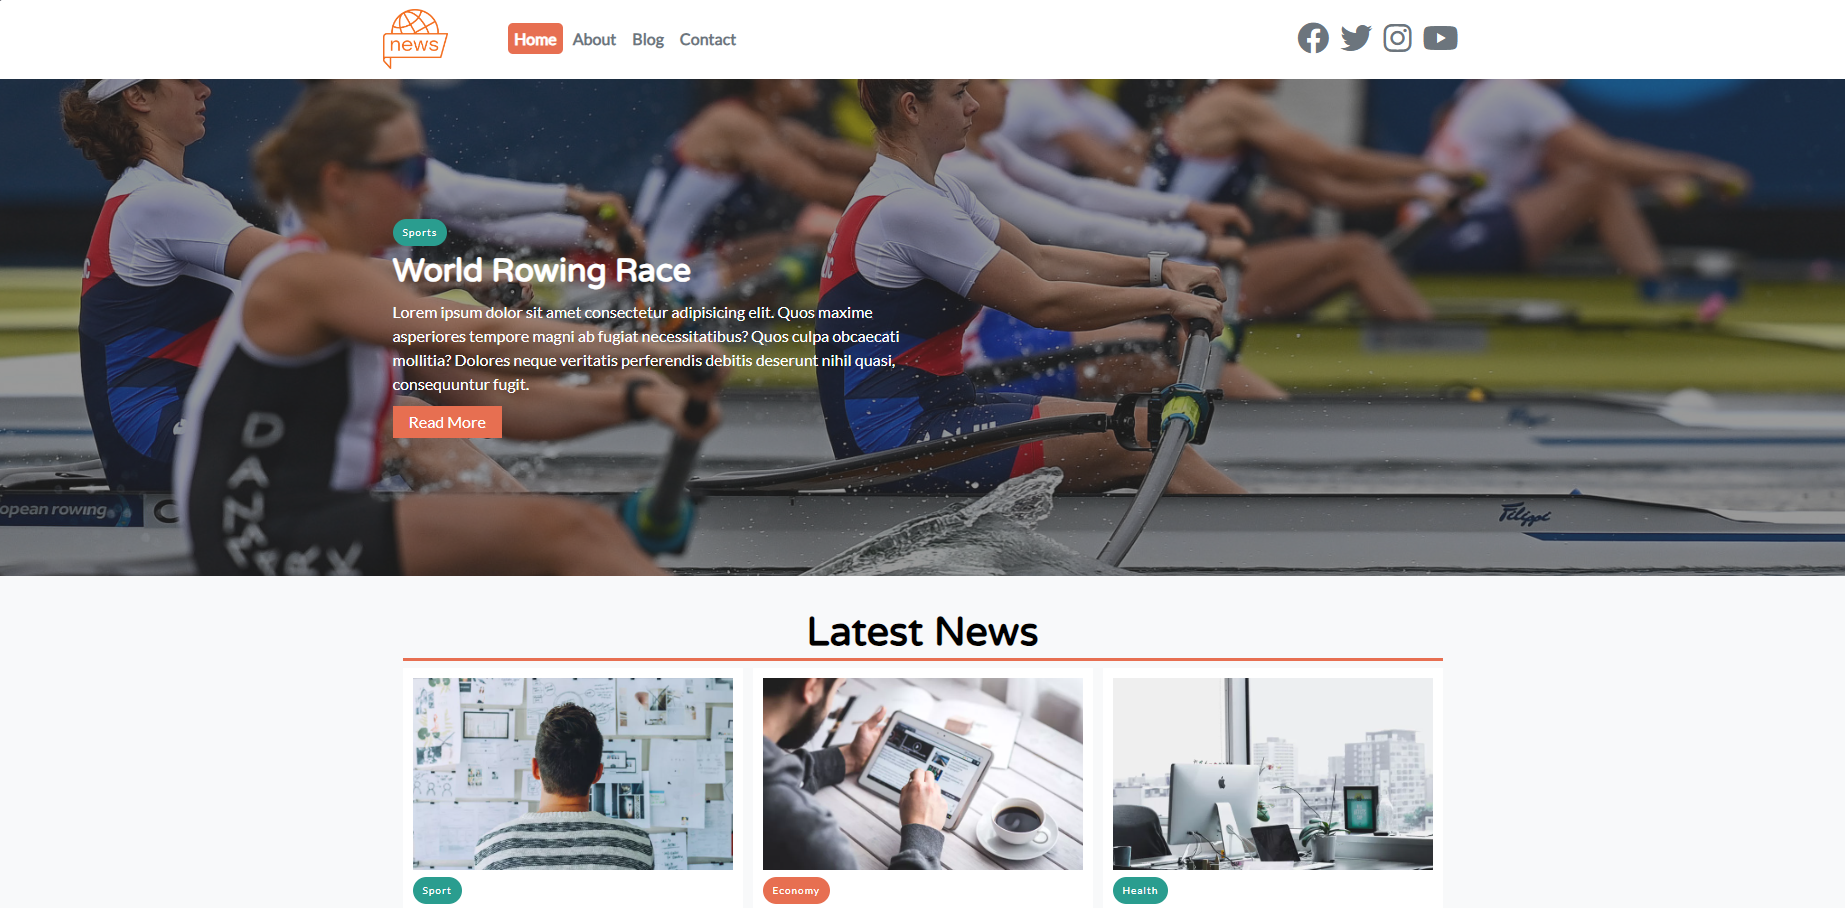 news
Home About Blog Contact
Sports
World Rowing Race
Lorem ipsum dolor sit amet consectetur adipisicing elit. Quos maxime
asperiores tempore magni ab fugiat necessitatibus? Quos culpa obcaecati
mollitia? Dolores neque veritatis perferendis debitis deserunt nihil quasi,
consequuntur fugit.
Read More
DANMARK
opean rowing
Filippi
Latest News
Sport
Economy
Health